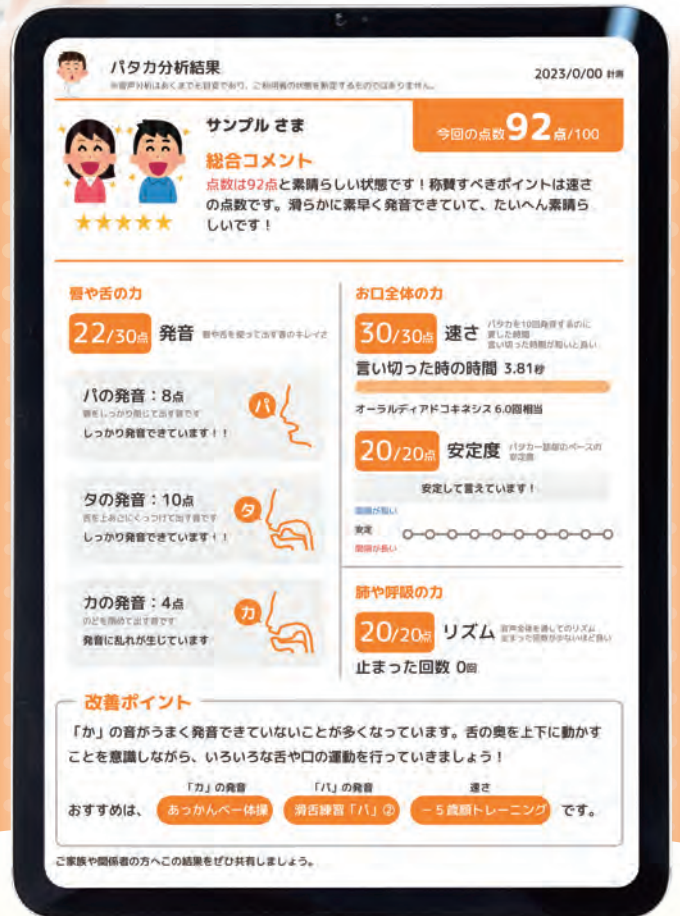 パタカ分析結果
2023/0/00 計測
※音声分析はあくまでも目安であり、ご利用者の状態を断定するものではありません。
サンプル さま
今回の点数92点/100
総合コメント
点数は92点と素晴らしい状態です！称賛すべきポイントは速さ
の点数です。滑らかに素早く発音できていて、たいへん素晴ら
しいです！
唇や舌の力
22/30点 発音 唇や舌を使って出す音のキレイさ
パの発音：8点
唇をしっかり閉じて出す音です
しっかり発音できています！！
パ
タの発音：10点
舌を上あごにくっつけて出す音です
しっかり発音できています！！
タ
カの発音：4点
のどを閉めて出す音です
発音に乱れが生じています
カ
お口全体の力
30/30点 速さ パタカを10回発音するのに
要した時間
言い切った時間が短いと良い
言い切った時の時間 3.81秒
オーラルディアドコキネシス 6.0回相当
20/20点 安定度 パタカ一回毎のペースの
安定度
安定して言えています！
間隔が短い
安定
間隔が長い
肺や呼吸の力
20/20点 リズム 音声全体を通してのリズム
止まった回数が少ないほど良い
止まった回数 0回
改善ポイント
「か」の音がうまく発音できていないことが多くなっています。舌の奥を上下に動かす
ことを意識しながら、いろいろな舌や口の運動を行っていきましょう！
「カ」の発音 「パ」の発音 速さ
おすすめは、 あっかんべー体操 滑舌練習「パ」② －5歳顔トレーニング です。
ご家族や関係者の方へこの結果をぜひ共有しましょう。